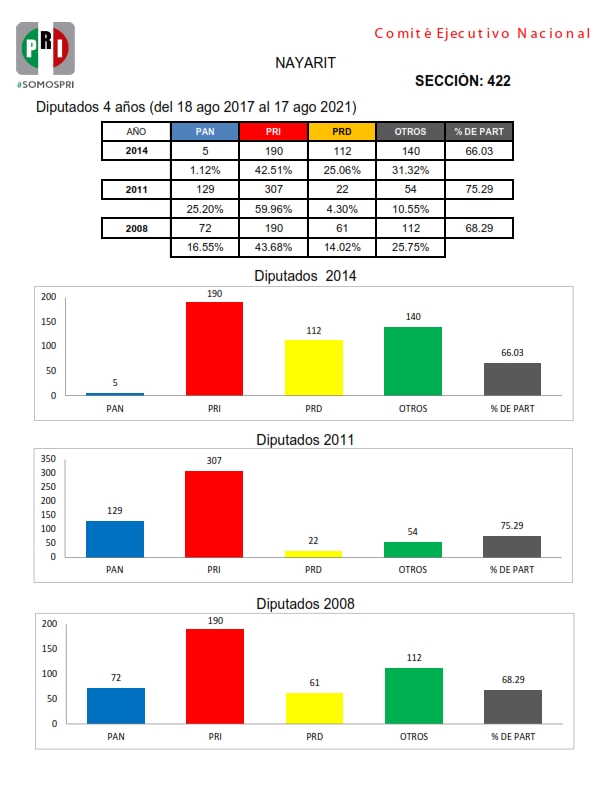 Comité Ejecutivo Nacional
PRI
#SOMOSPRI
NAYARIT
SECCIÓN: 422
Diputados 4 años (del 18 ago 2017 al 17 ago 2021)
AÑO PAN PRI PRD OTROS % DE PART
2014 5 190 112 140 66.03
1.12% 42.51% 25.06% 31.32%
2011 129 307 22 54 75.29
25.20% 59.96% 4.30% 10.55%
2008 72 190 61 112 68.29
16.55% 43.68% 14.02% 25.75%
Diputados 2014
200
150
100
50
0
5 190 112 140 66.03
PAN PRI PRD OTROS % DE PART
Diputados 2011
350
300
250
200
150
100
50
0
129 307 22 54 75.29
PAN PRI PRD OTROS % DE PART
Diputados 2008
200
150
100
50
0
72 190 61 112 68.29
PAN PRI PRD OTROS % DE PART